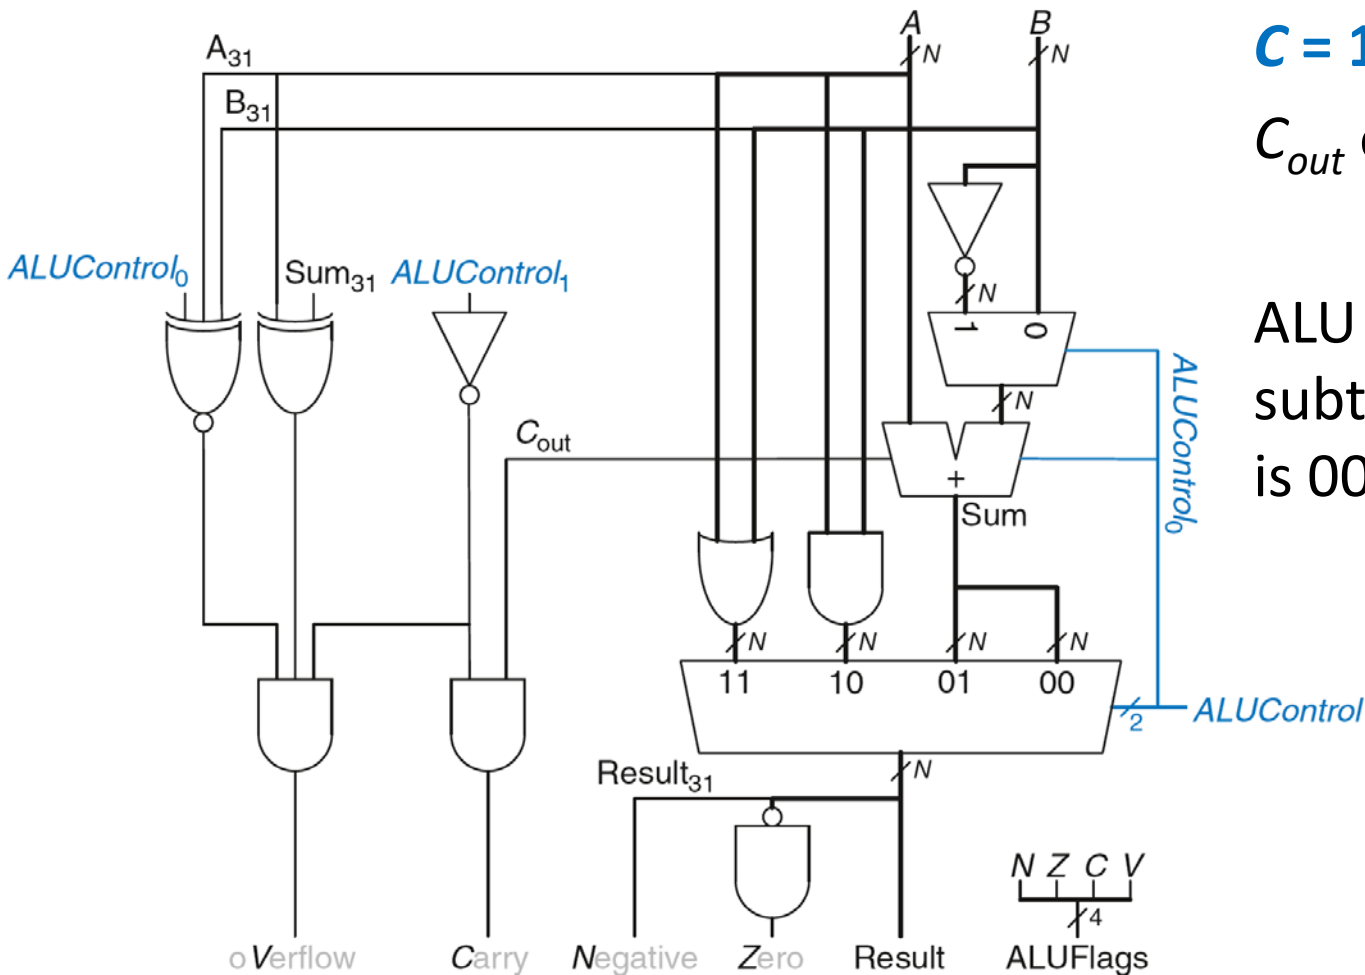 A B
N N
A31
B31
C = 1
Cout
ALUControl0 Sum31 ALUControl1
N
1 0
ALU
subt
is 00
N
ALUControl0
Cout
+
Sum
N N N N
11 10 01 00
2 ALUControl
N
Result31
N Z C V
4
oVerflow Carry Negative Zero Result ALUFlags